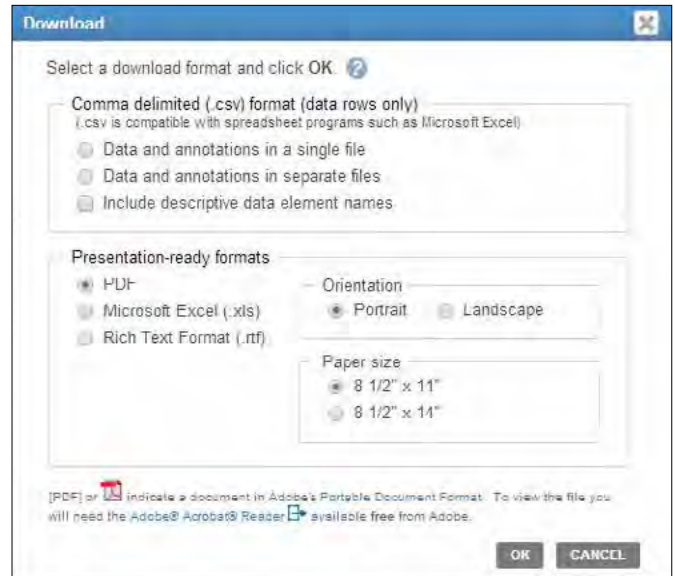 Download
Select a download format and click OK.
Comma delimited (.csv) format (data rows only)
(.csv is compatible with spreadsheet programs such as Microsoft Excel)
Data and annotations in a single file
Data and annotations in separate files
Include descriptive data element names
Presentation-ready formats
PDF
Microsoft Excel (.xls)
Rich Text Format (.rtf)
Orientation
Portrait Landscape
Paper size
8 1/2" x 11"
8 1/2" x 14"
[PDF] or indicate a document in Adobe's Portable Document Format. To view the file you
will need the Adobe® Acrobat® Reader available free from Adobe.
OK CANCEL